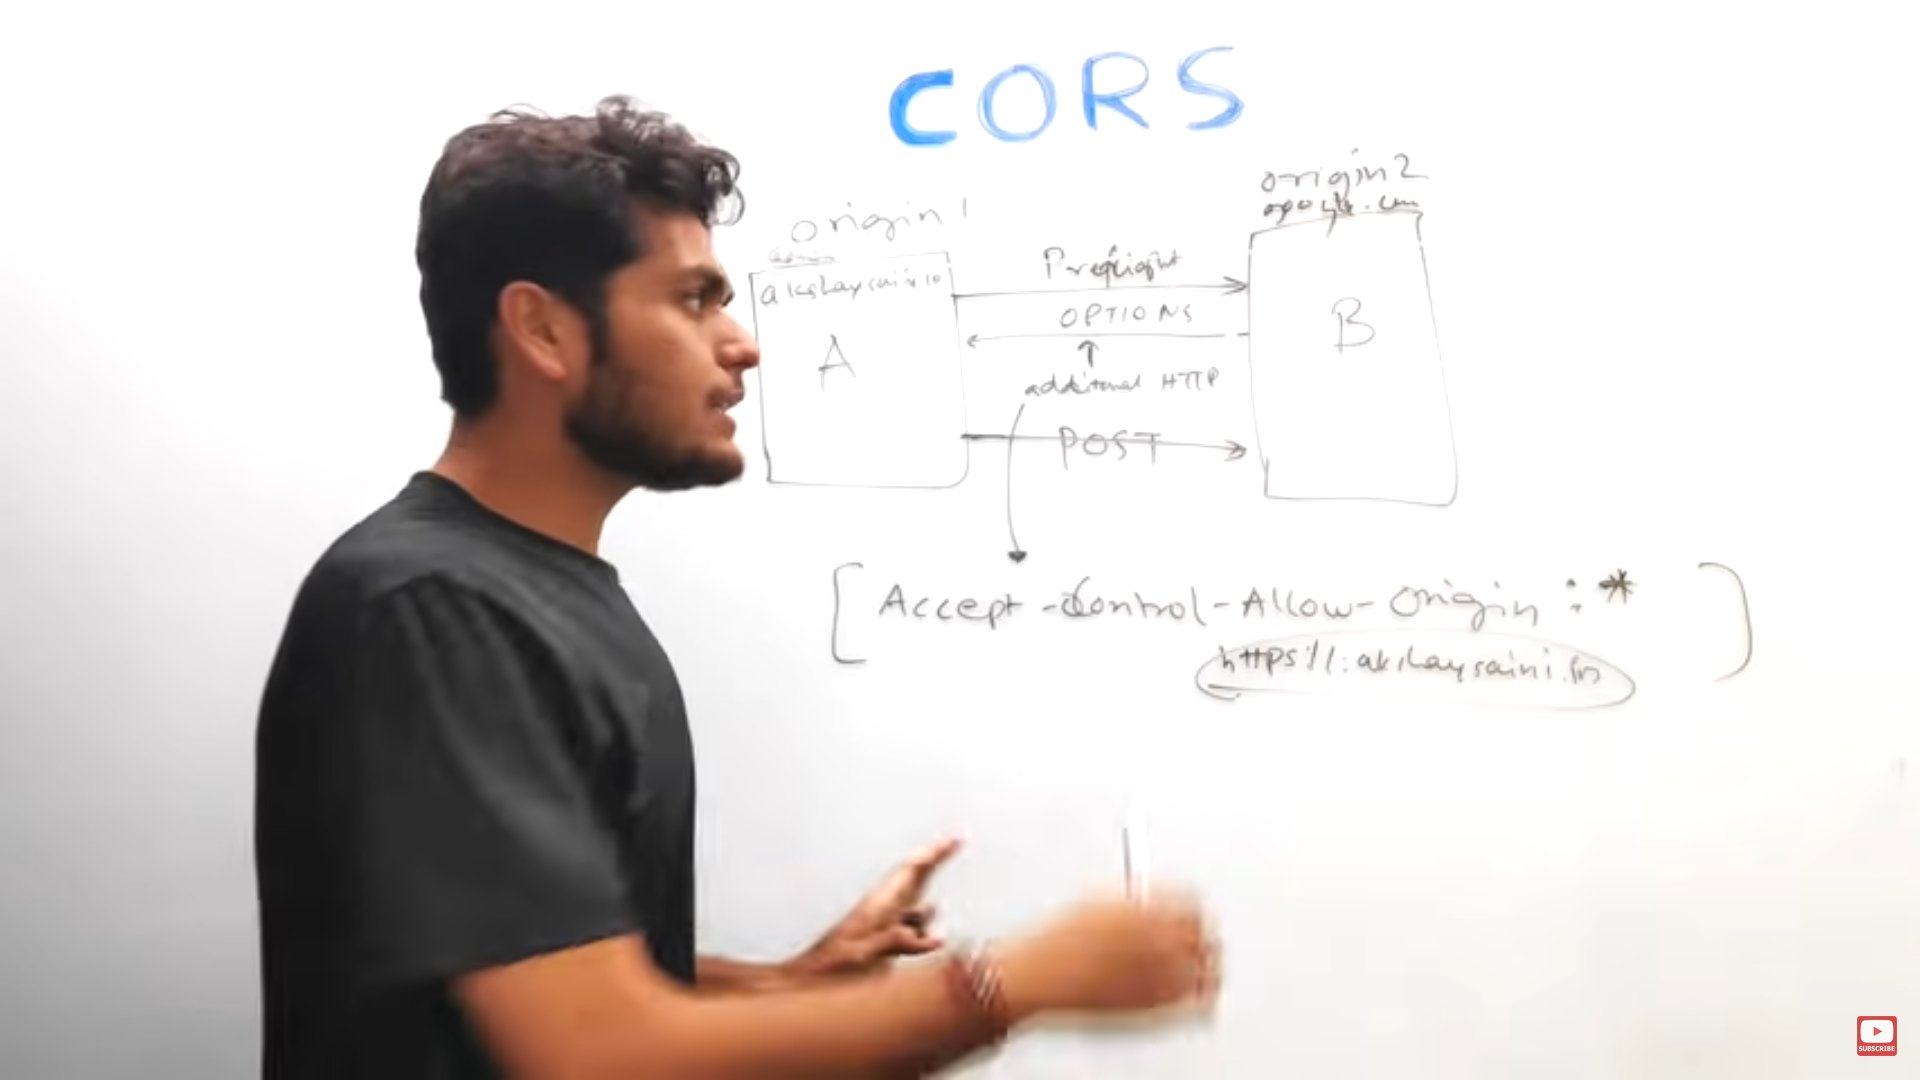 CORS
origin 1
origin 2
google.com
akshaysaini.in
A
B
Preflight
OPTIONS
additional HTTP
POST
Accept-Control-Allow-Origin : *
https//:akshaysaini.in
SUBSCRIBE